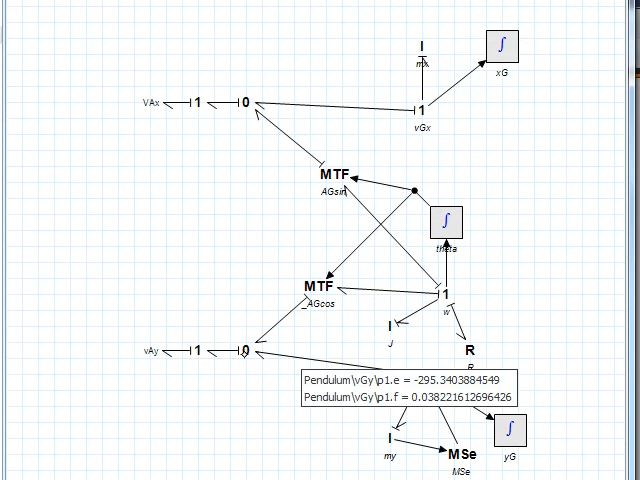 I
mx
∫
xG
VAx
1
0
1
vGx
MTF
AGsin
∫
theta
MTF
_AGcos
1
w
I
J
R
R
vAy
1
0
Pendulum\vGy\p1.e = -295.3403884549
Pendulum\vGy\p1.f = 0.038221612696426
I
my
MSe
MSe
∫
yG